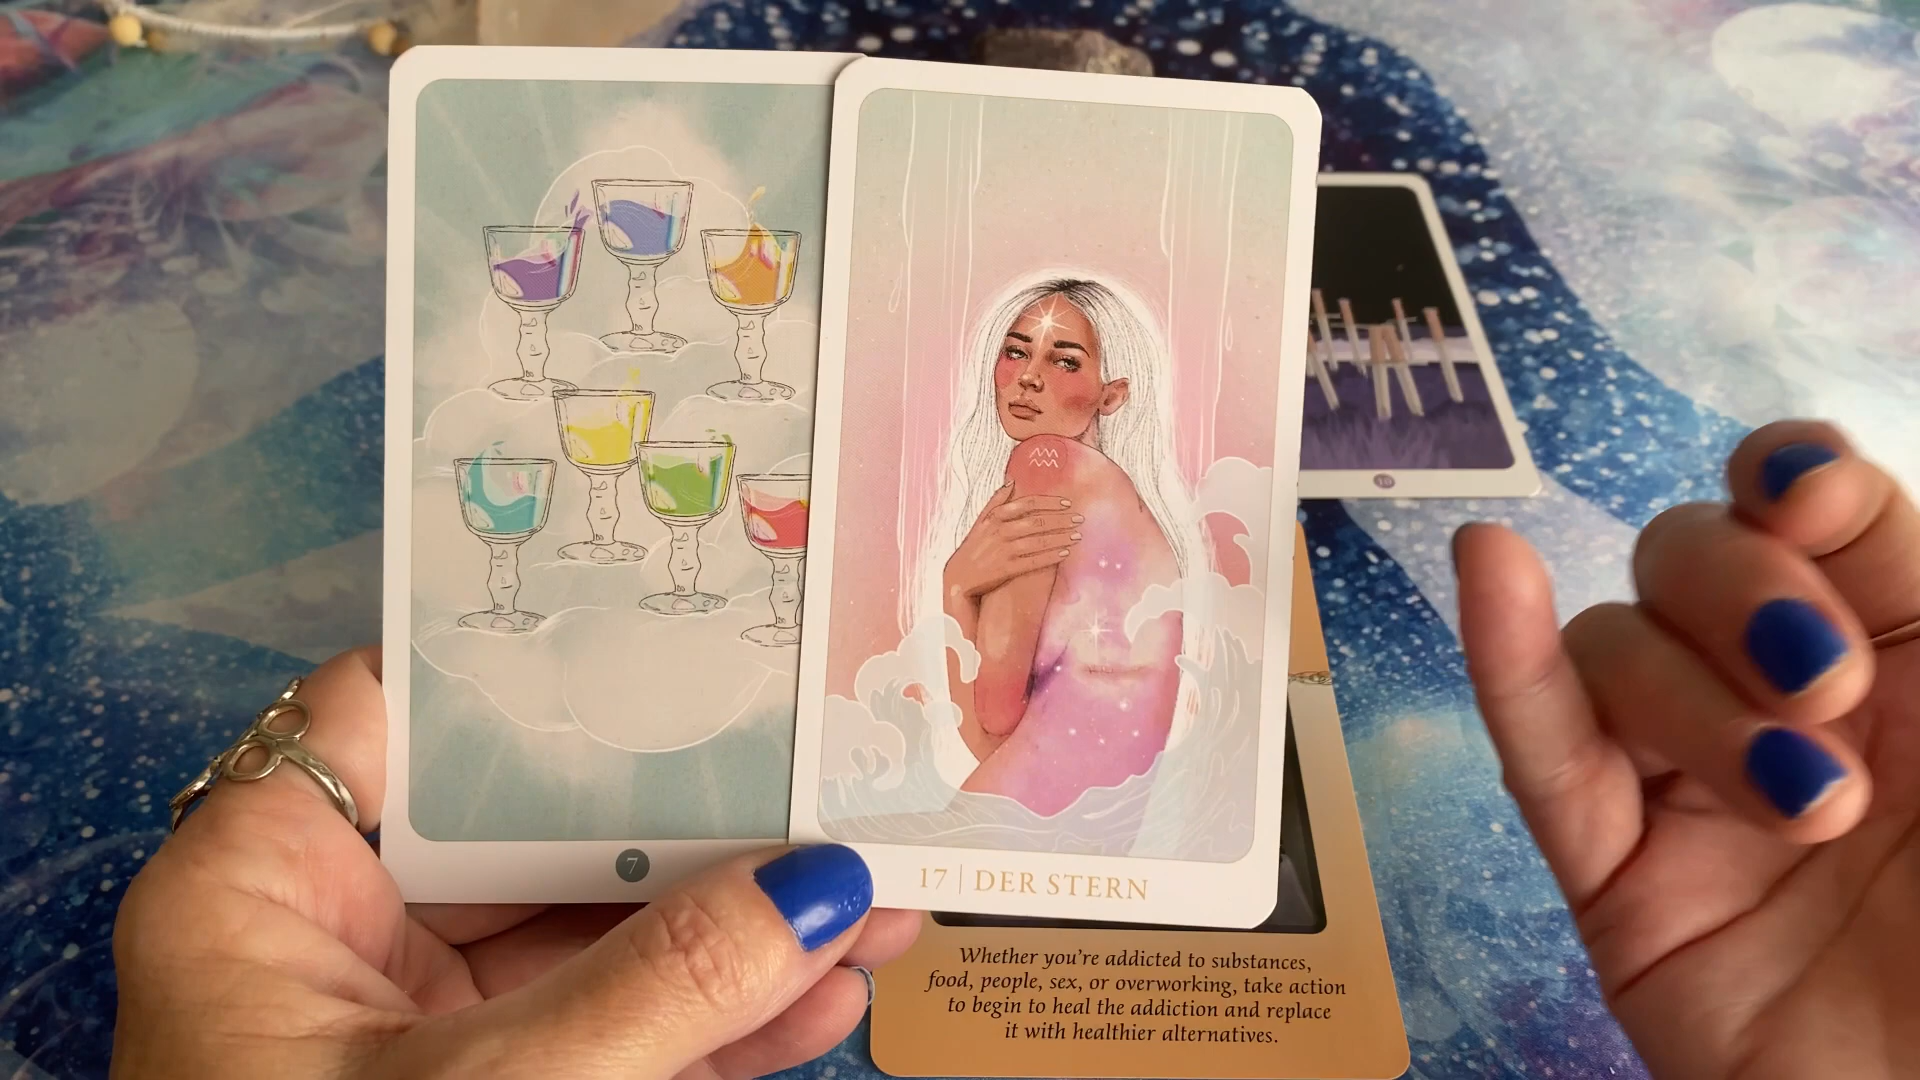 7
17 | DER STERN
10
Whether you're addicted to substances,
food, people, sex, or overworking, take action
to begin to heal the addiction and replace
it with healthier alternatives.